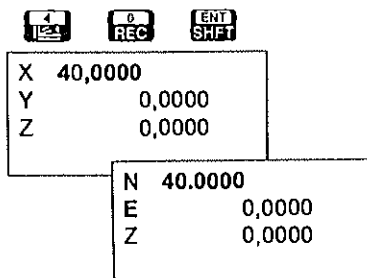 4 0 ENT
REC SHFT
X 40,0000
Y 0,0000
Z 0,0000
N 40.0000
E 0,0000
Z 0,0000